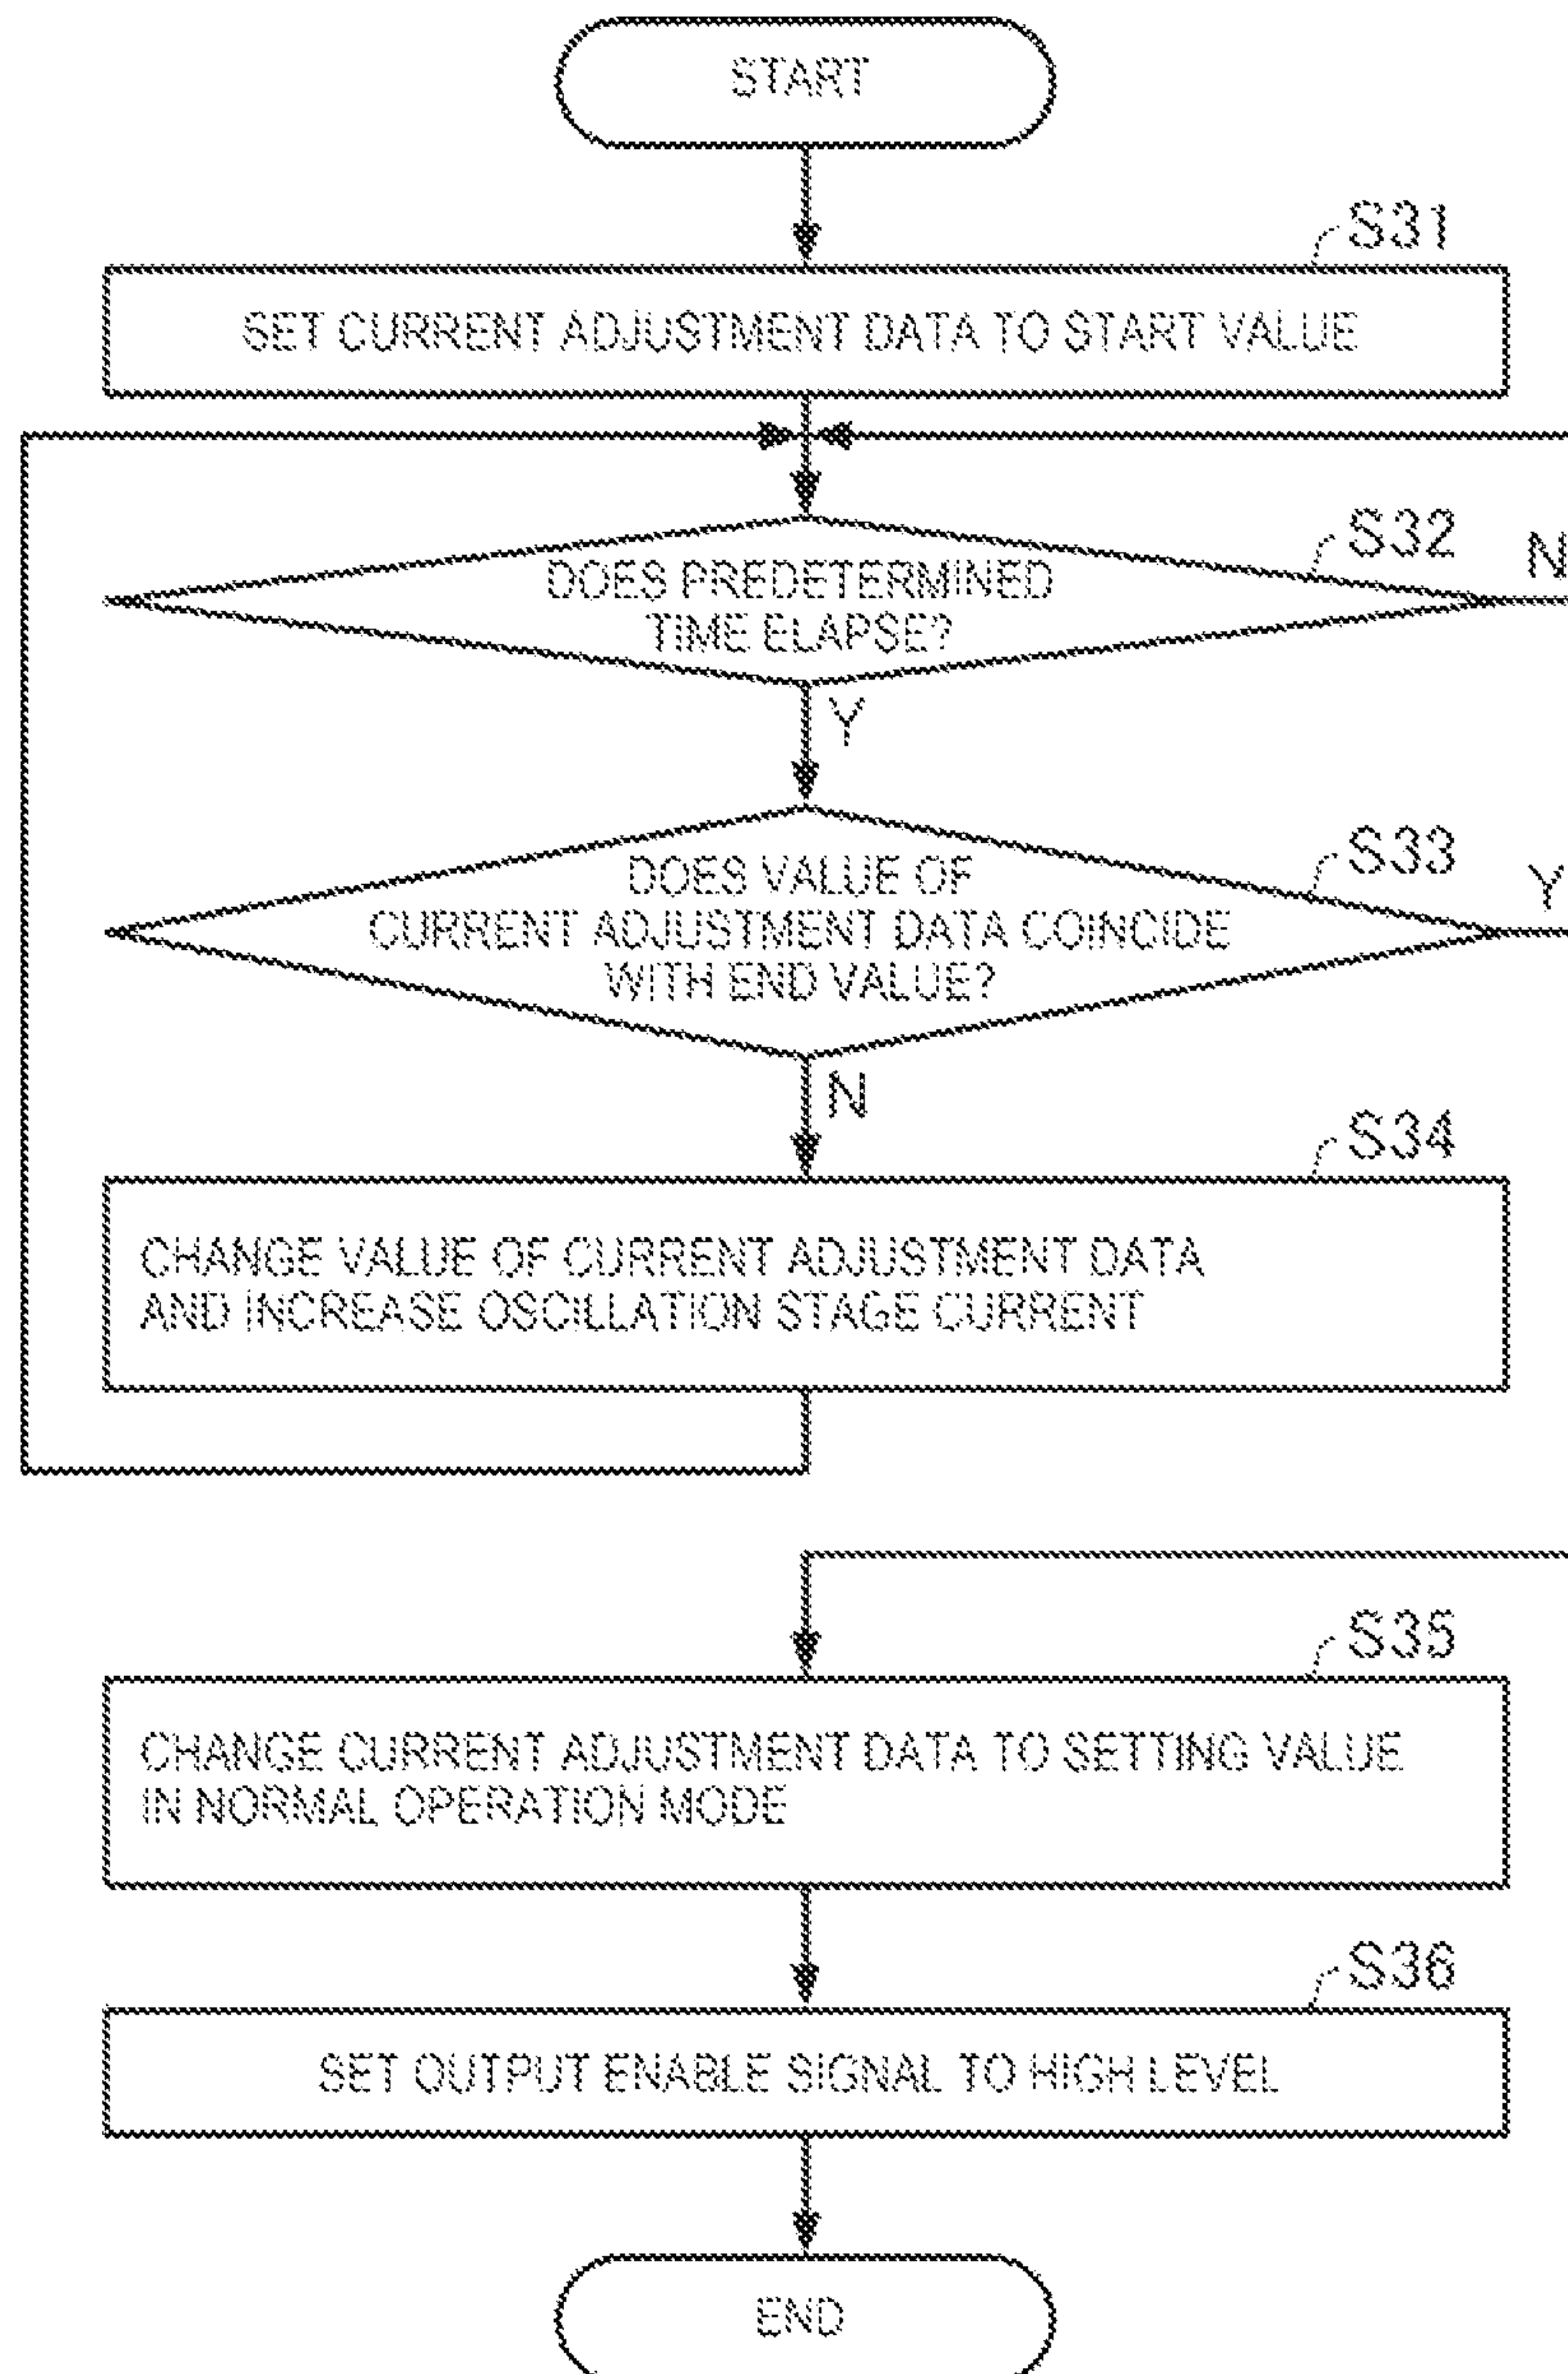 START
S31
SET CURRENT ADJUSTMENT DATA TO START VALUE
S32
N
DOES PREDETERMINED
TIME ELAPSE?
Y
S33
Y
DOES VALUE OF
CURRENT ADJUSTMENT DATA COINCIDE
WITH END VALUE?
N
S34
CHANGE VALUE OF CURRENT ADJUSTMENT DATA
AND INCREASE OSCILLATION STAGE CURRENT
S35
CHANGE CURRENT ADJUSTMENT DATA TO SETTING VALUE
IN NORMAL OPERATION MODE
S36
SET OUTPUT ENABLE SIGNAL TO HIGH LEVEL
END